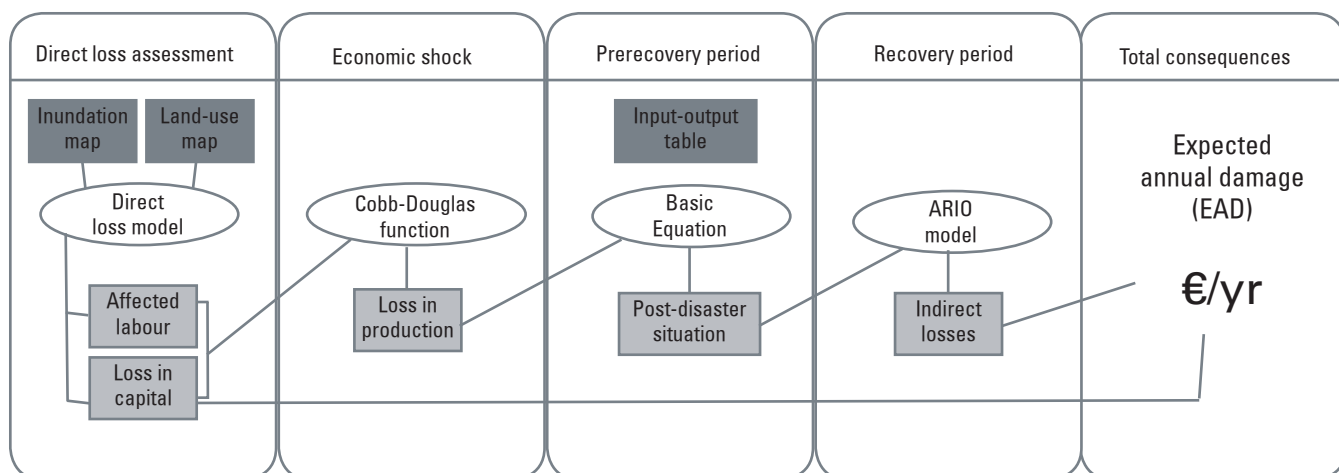 Direct loss assessment
Economic shock
Prerecovery period
Recovery period
Total consequences
Inundation
map
Land-use
map
Direct
loss model
Affected
labour
Loss in
capital
Cobb-Douglas
function
Loss in
production
Input-output
table
Basic
Equation
Post-disaster
situation
ARIO
model
Indirect
losses
Expected
annual damage
(EAD)
€/yr